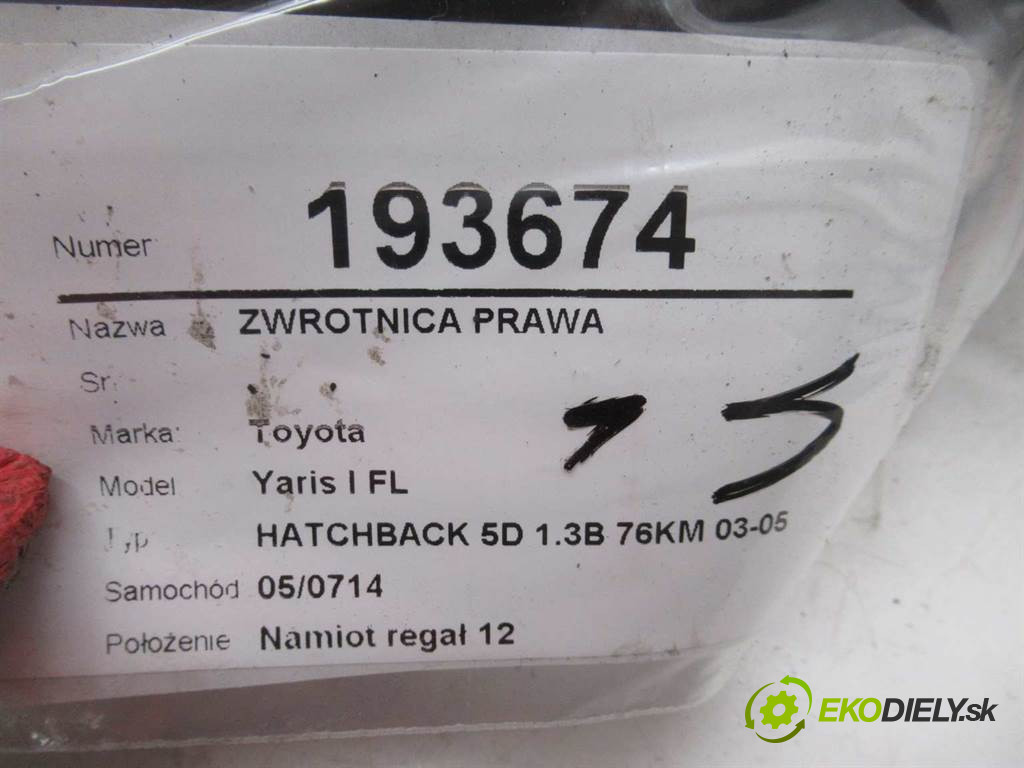 Numer 193674
Nazwa ZWROTNICA PRAWA
Marka: Toyota
Model Yaris I FL
Typ HATCHBACK 5D 1.3B 76KM 03-05
Samochód 05/0714
Położenie Namiot regał 12
EKODIELY.sk